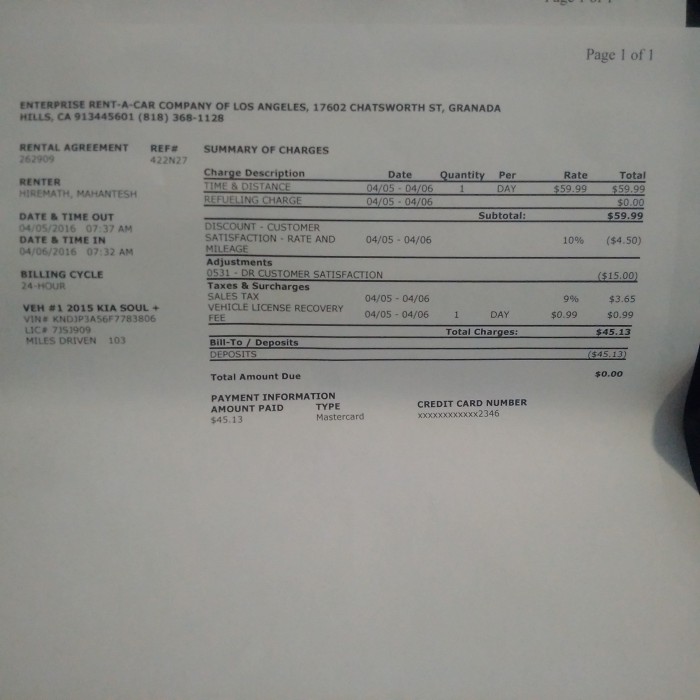 Page 1 of 1
ENTERPRISE RENT-A-CAR COMPANY OF LOS ANGELES, 17602 CHATSWORTH ST, GRANADA
HILLS, CA 913445601 (818) 368-1128
RENTAL AGREEMENT REF#
262909 422N27
RENTER
HIREMATH, MAHANTESH
DATE & TIME OUT
04/05/2016 07:37 AM
DATE & TIME IN
04/06/2016 07:32 AM
BILLING CYCLE
24-HOUR
VEH #1 2015 KIA SOUL +
VIN# KNDJP3A56F7783806
LIC# 7JSJ909
MILES DRIVEN 103
SUMMARY OF CHARGES
Charge Description Date Quantity Per Rate Total
TIME & DISTANCE 04/05 - 04/06 1 DAY $59.99 $59.99
REFUELING CHARGE 04/05 - 04/06 $0.00
Subtotal: $59.99
DISCOUNT - CUSTOMER
SATISFACTION - RATE AND 04/05 - 04/06 10% ($4.50)
MILEAGE
Adjustments
0531 - DR CUSTOMER SATISFACTION ($15.00)
Taxes & Surcharges
SALES TAX 04/05 - 04/06 9% $3.65
VEHICLE LICENSE RECOVERY
FEE 04/05 - 04/06 1 DAY $0.99 $0.99
Total Charges: $45.13
Bill-To / Deposits
DEPOSITS ($45.13)
Total Amount Due $0.00
PAYMENT INFORMATION
AMOUNT PAID TYPE CREDIT CARD NUMBER
$45.13 Mastercard XXXXXXXXXXXX2346